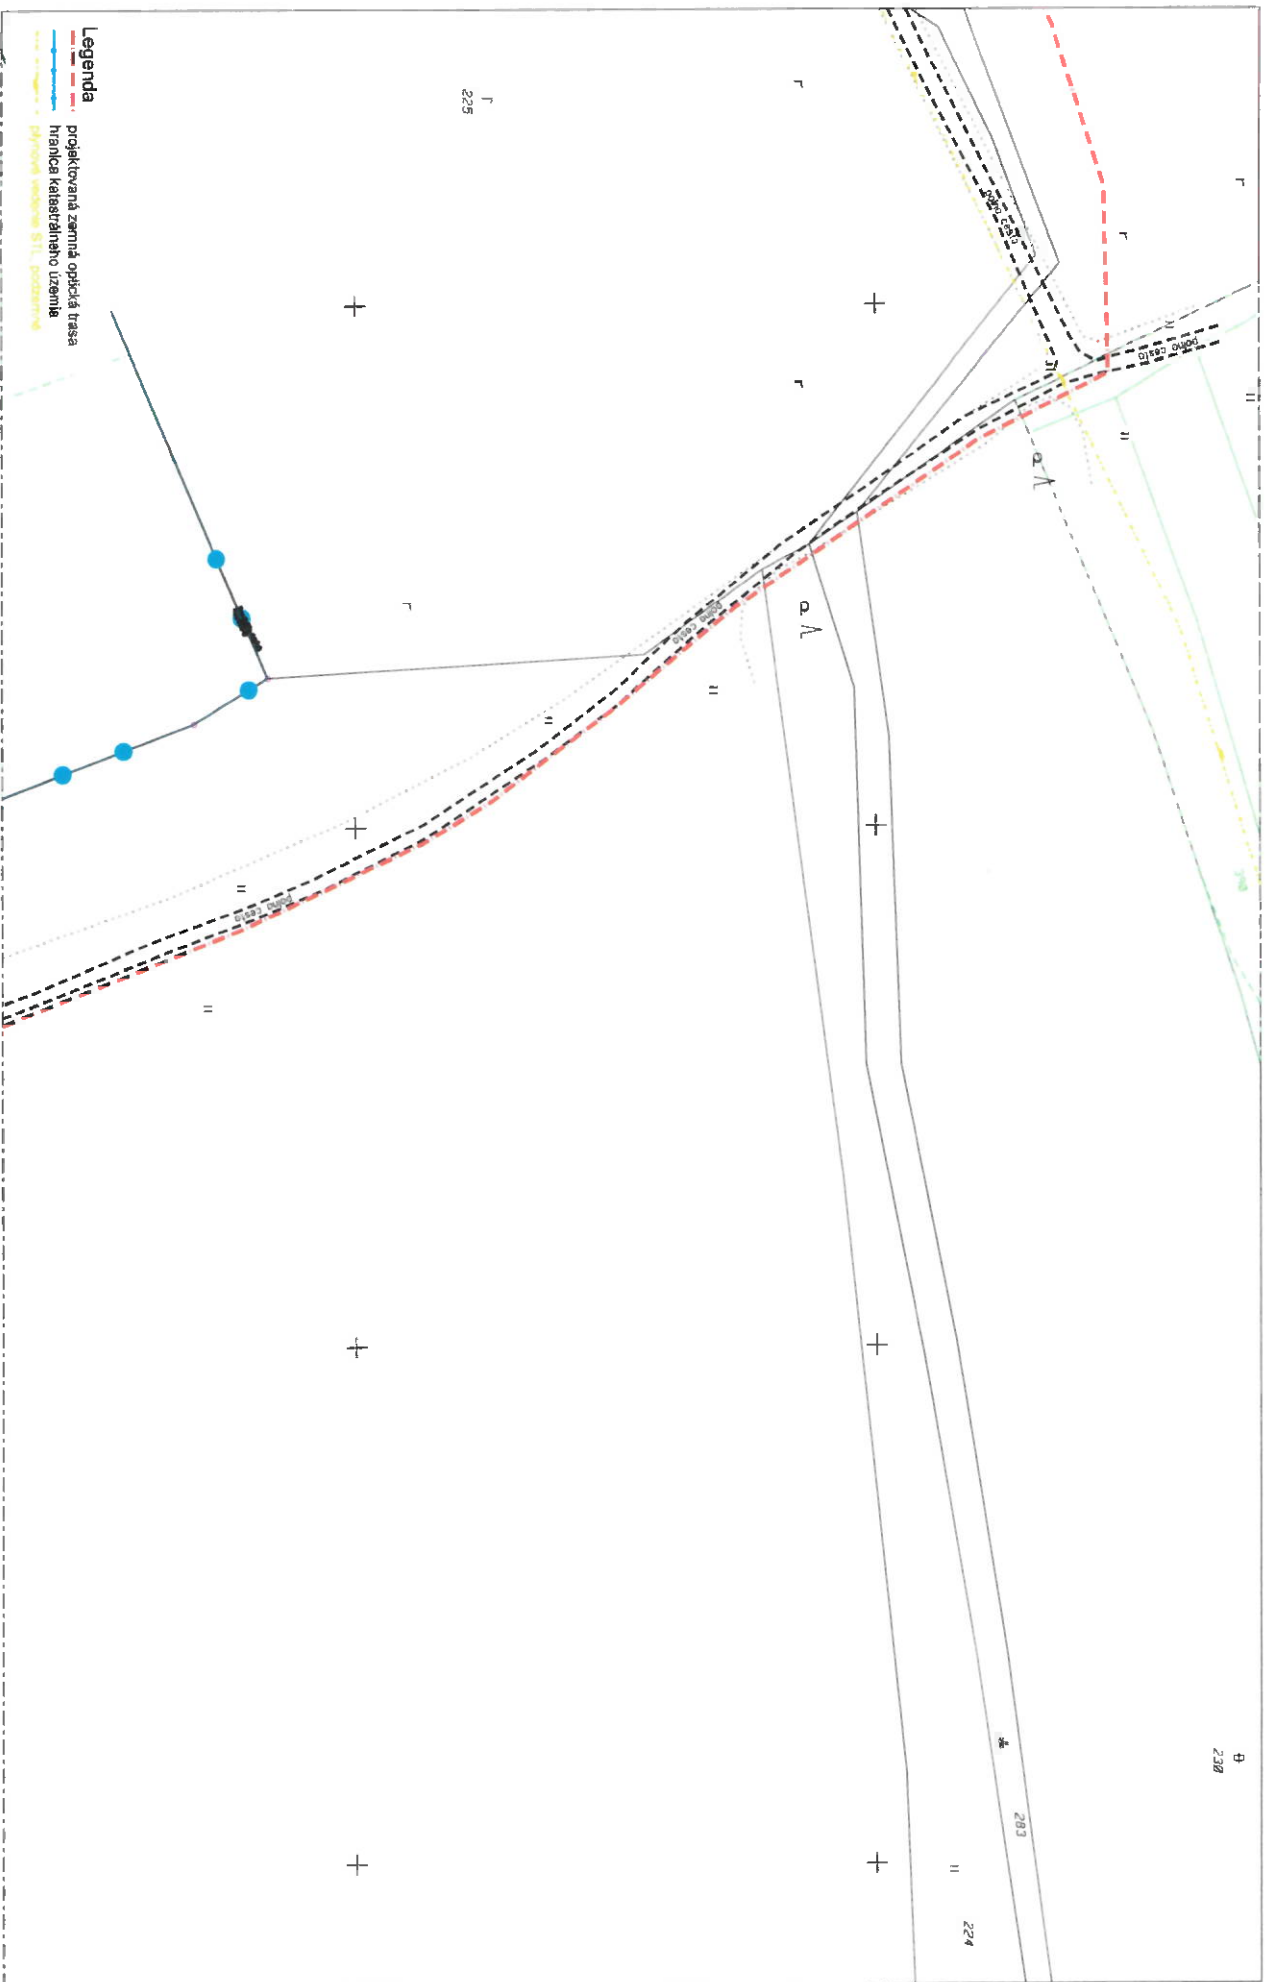 Legenda
projektovaná zemná optická trasa
hranica katastrálneho územia
plynové vedenie STL, podzemné
225
poľná cesta
poľná cesta
poľná cesta
poľná cesta
230
283
224